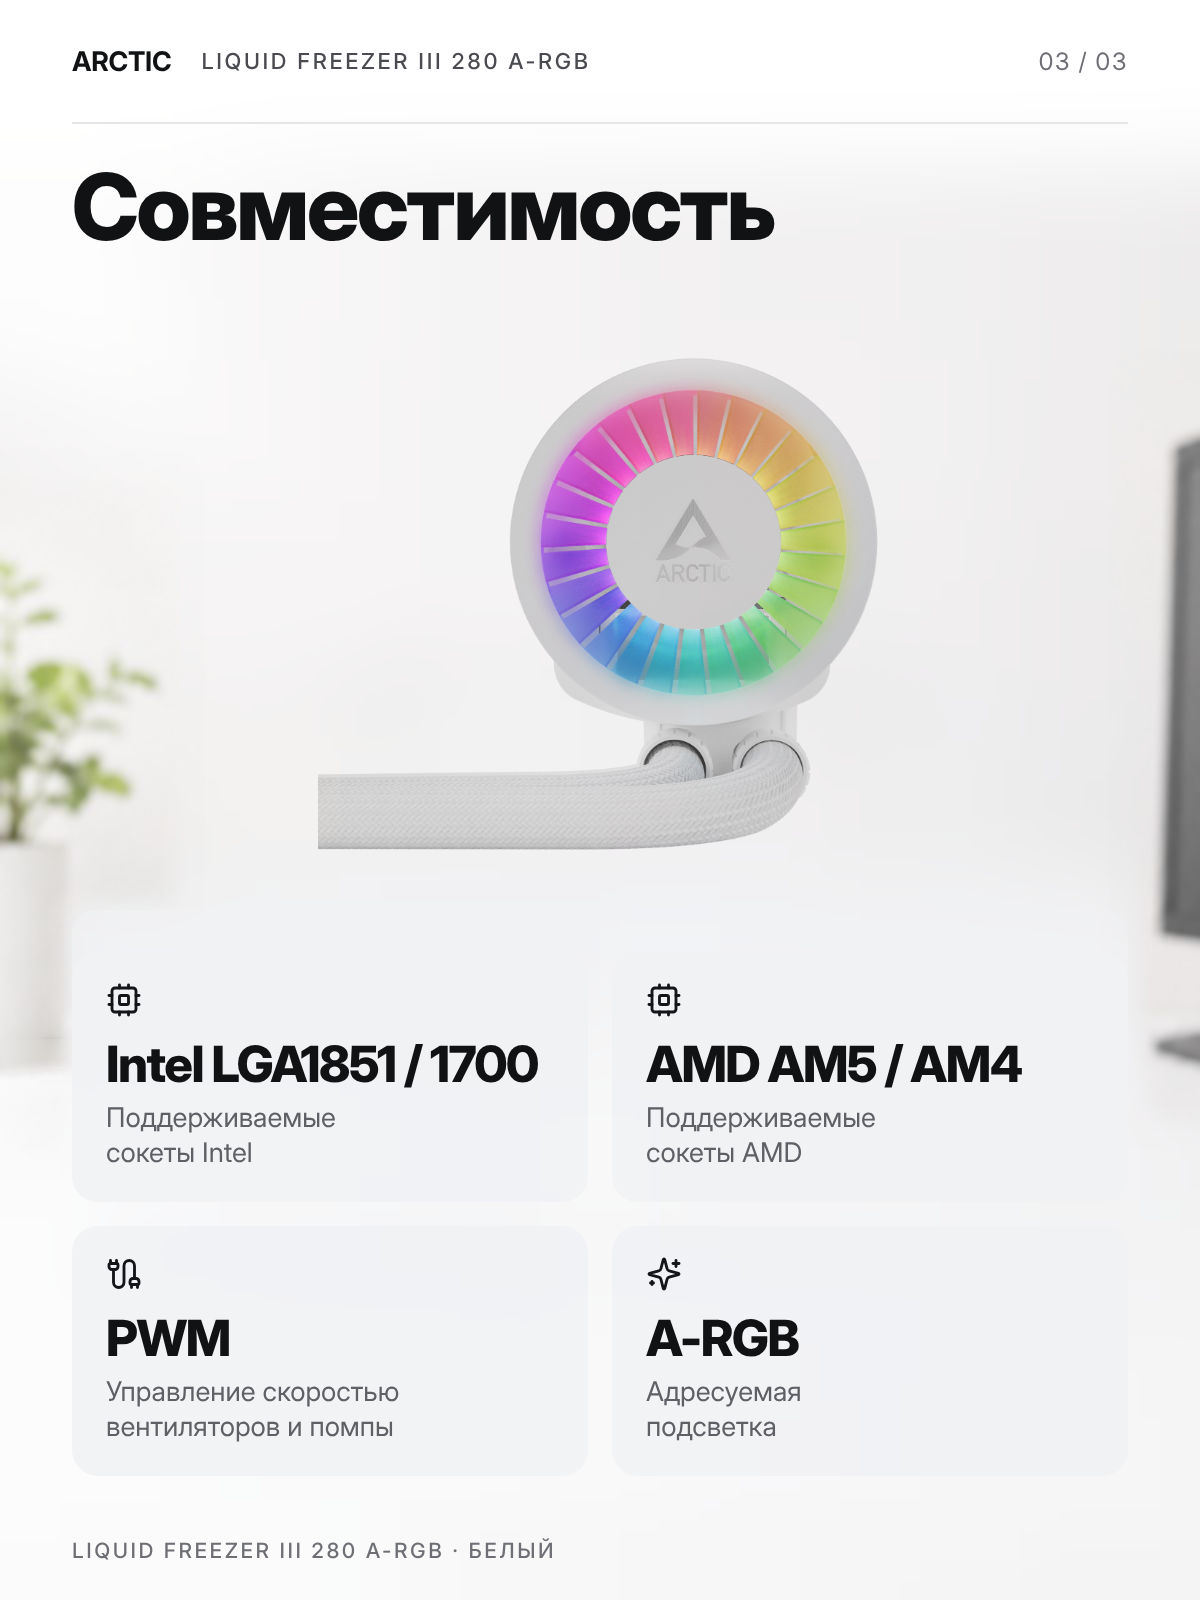 ARCTIC LIQUID FREEZER III 280 A-RGB 03 / 03
Совместимость
ARCTIC
Intel LGA1851 / 1700
Поддерживаемые
сокеты Intel
AMD AM5 / AM4
Поддерживаемые
сокеты AMD
PWM
Управление скоростью
вентиляторов и помпы
A-RGB
Адресуемая
подсветка
LIQUID FREEZER III 280 A-RGB · БЕЛЫЙ